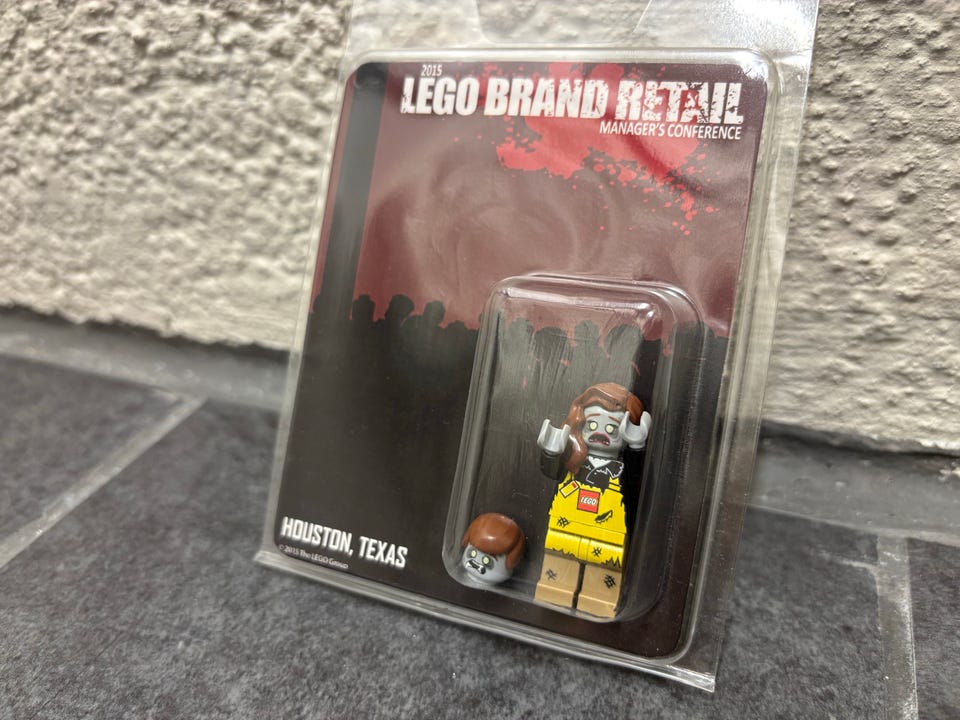 2015
LEGO BRAND RETAIL
MANAGER'S CONFERENCE
LEGO
HOUSTON, TEXAS
©2015 The LEGO Group